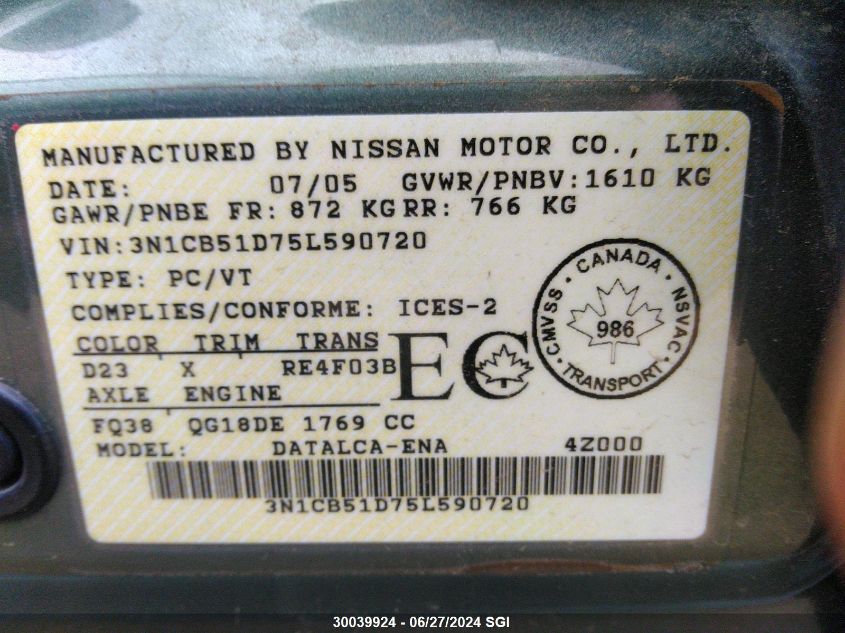 MANUFACTURED BY NISSAN MOTOR CO., LTD.
DATE: 07/05 GVWR/PNBV:1610 KG
GAWR/PNBE FR: 872 KG RR: 766 KG
VIN:3N1CB51D75L590720
TYPE: PC/VT
COMPLIES/CONFORME: ICES-2
COLOR TRIM TRANS
D23 X RE4F03B
AXLE ENGINE
FQ38 QG18DE 1769 CC
MODEL: DATALCA-ENA 4Z000
3N1CB51D75L590720
EC
CANADA · NSVAC · TRANSPORT · CMVSS ·
986
30039924 - 06/27/2024 SGI